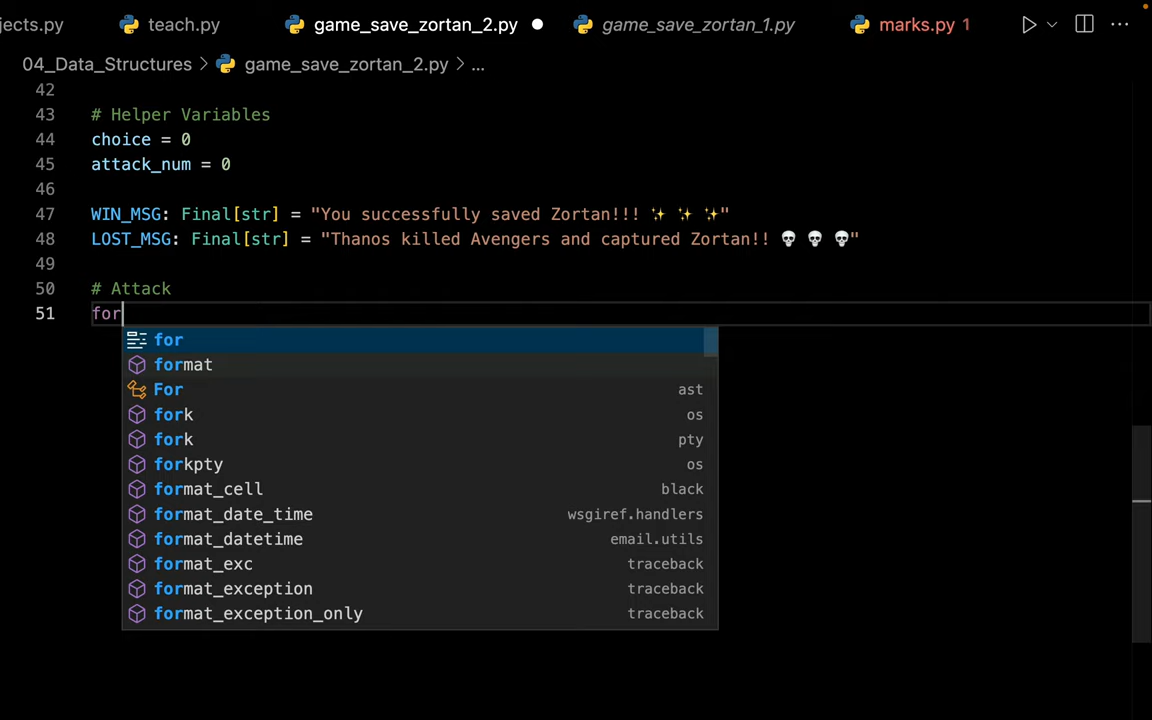 jects.py teach.py game_save_zortan_2.py game_save_zortan_1.py marks.py 1
04_Data_Structures > game_save_zortan_2.py > ...
42
43 # Helper Variables
44 choice = 0
45 attack_num = 0
46
47 WIN_MSG: Final[str] = "You successfully saved Zortan!!! ✨ ✨ ✨"
48 LOST_MSG: Final[str] = "Thanos killed Avengers and captured Zortan!! 💀 💀 💀"
49
50 # Attack
51 for
for
format
For ast
fork os
fork pty
forkpty os
format_cell black
format_date_time wsgiref.handlers
format_datetime email.utils
format_exc traceback
format_exception traceback
format_exception_only traceback